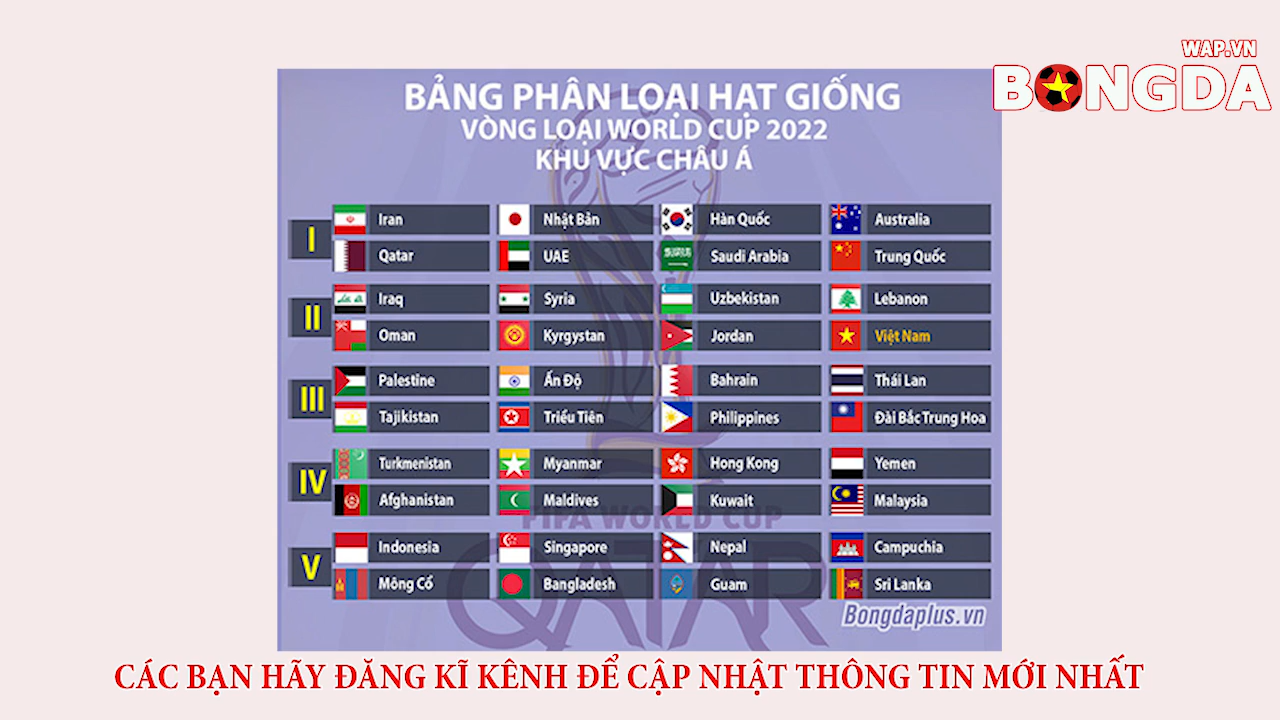 WAP.VN
BONGDA
BẢNG PHÂN LOẠI HẠT GIỐNG
VÒNG LOẠI WORLD CUP 2022
KHU VỰC CHÂU Á
I
Iran Nhật Bản Hàn Quốc Australia
Qatar UAE Saudi Arabia Trung Quốc
II
Iraq Syria Uzbekistan Lebanon
Oman Kyrgystan Jordan Việt Nam
III
Palestine Ấn Độ Bahrain Thái Lan
Tajikistan Triều Tiên Philippines Đài Bắc Trung Hoa
IV
Turkmenistan Myanmar Hong Kong Yemen
Afghanistan Maldives Kuwait Malaysia
FIFA WORLD CUP
V
Indonesia Singapore Nepal Campuchia
Mông Cổ Bangladesh Guam Sri Lanka
QATAR
Bongdaplus.vn
CÁC BẠN HÃY ĐĂNG KĨ KÊNH ĐỂ CẬP NHẬT THÔNG TIN MỚI NHẤT